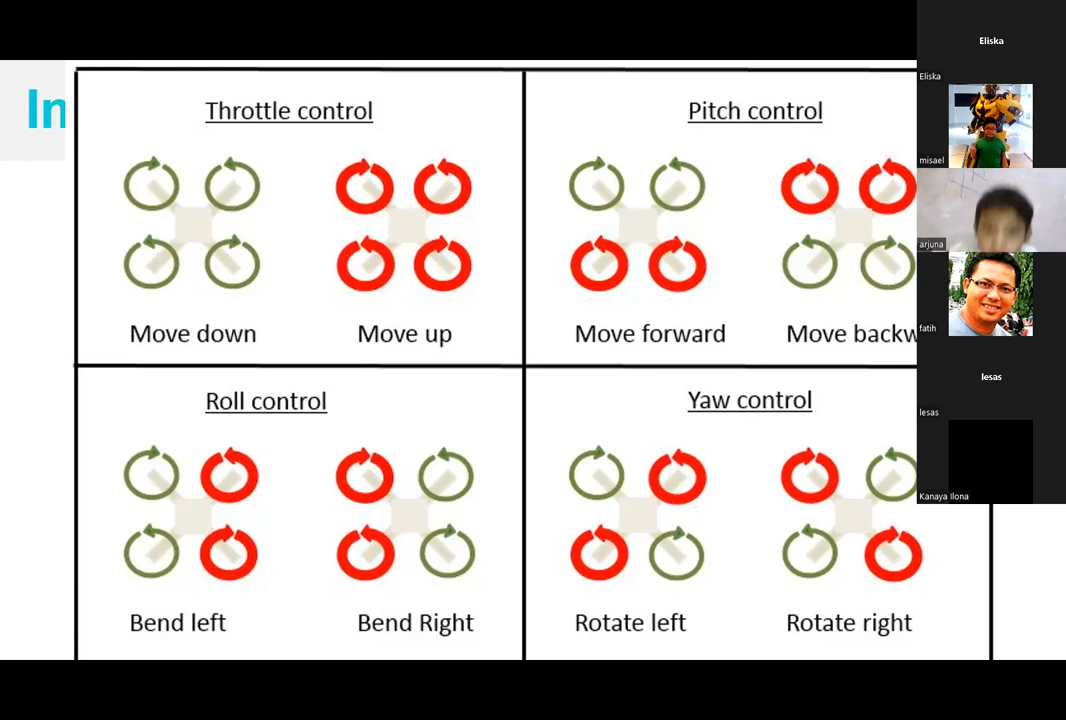 In
Throttle control
Pitch control
Move down
Move up
Move forward
Move backw
Roll control
Yaw control
Bend left
Bend Right
Rotate left
Rotate right
Eliska
Eliska
misael
arjuna
fatih
lesas
lesas
Kanaya Ilona